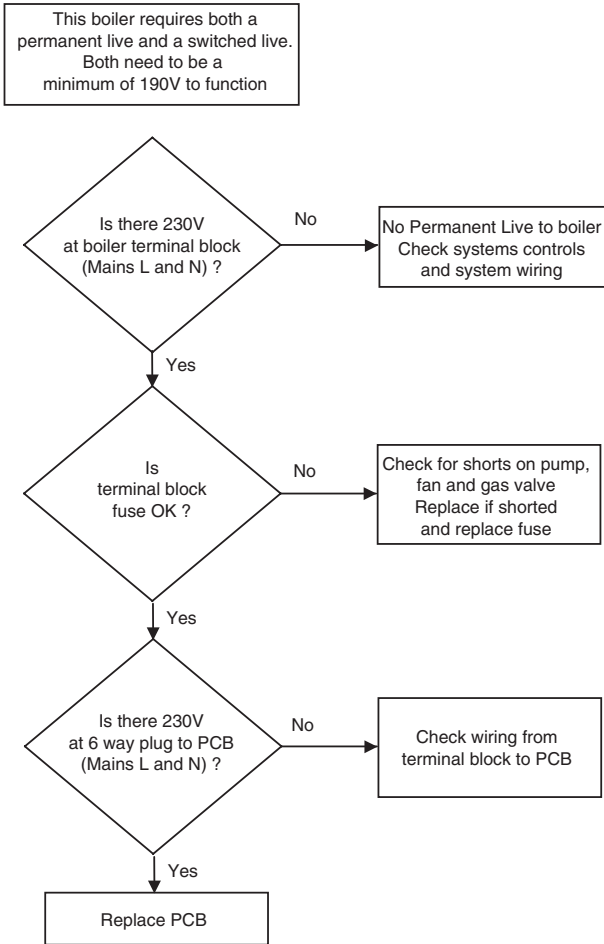 This boiler requires both a
permanent live and a switched live.
Both need to be a
minimum of 190V to function
Is there 230V
at boiler terminal block
(Mains L and N) ?
No
No Permanent Live to boiler
Check systems controls
and system wiring
Yes
Is
terminal block
fuse OK ?
No
Check for shorts on pump,
fan and gas valve
Replace if shorted
and replace fuse
Yes
Is there 230V
at 6 way plug to PCB
(Mains L and N) ?
No
Check wiring from
terminal block to PCB
Yes
Replace PCB